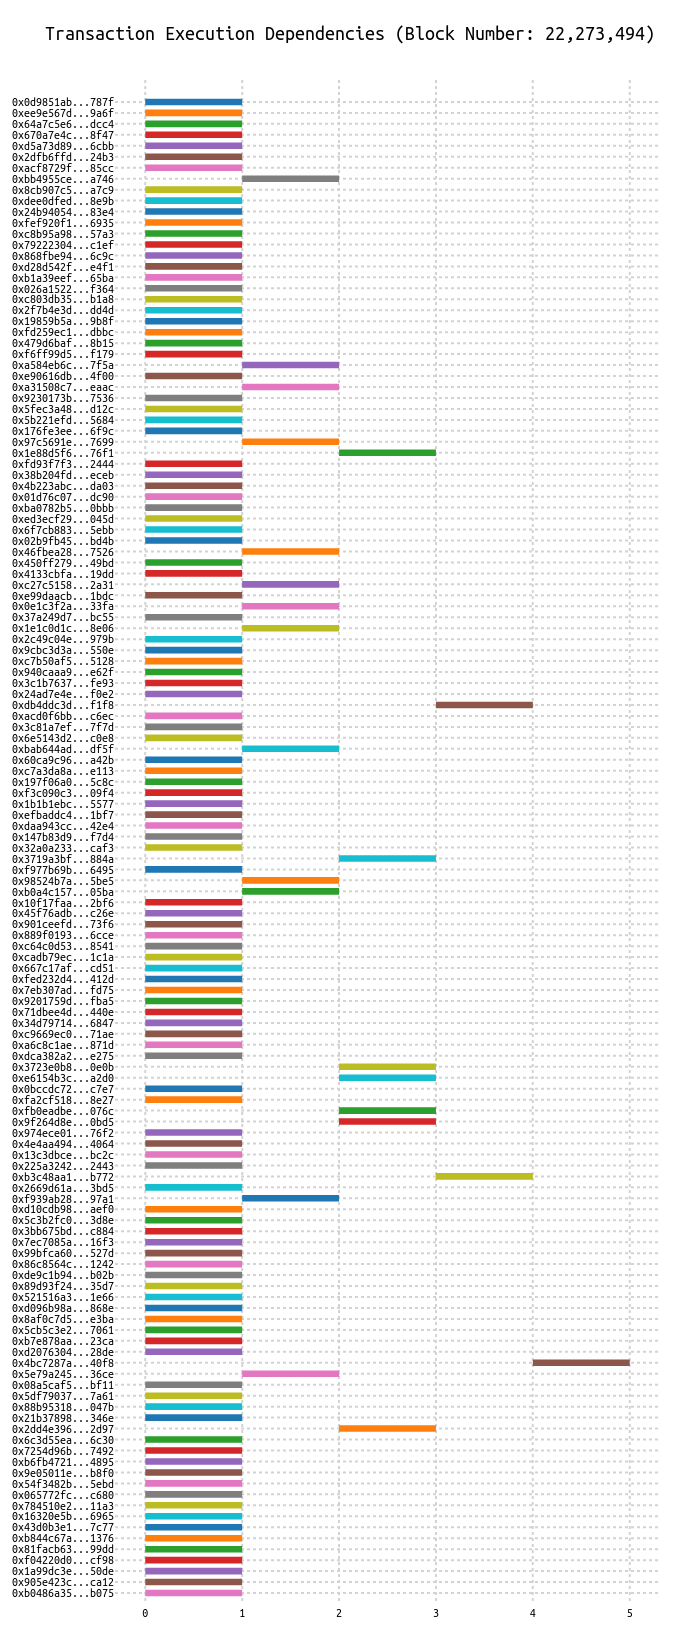 Transaction Execution Dependencies (Block Number: 22,273,494)
0x0d9851ab...787f
0xee9e567d...9a6f
0x64a7c5e6...dcc4
0x670a7e4c...8f47
0xd5a73d89...6cbb
0x2dfb6ffd...24b3
0xacf8729f...85cc
0xbb4955ce...a746
0x8cb907c5...a7c9
0xdee0dfed...8e9b
0x24b94054...83e4
0xfef920f1...6935
0xc8b95a98...57a3
0x79222304...c1ef
0x868fbe94...6c9c
0xd28d542f...e4f1
0xb1a39eef...65ba
0x026a1522...f364
0xc803db35...b1a8
0x2f7b4e3d...dd4d
0x19859b5a...9b8f
0xfd259ec1...dbbc
0x479d6baf...8b15
0xf6ff99d5...f179
0xa584eb6c...7f5a
0xe90616db...4f00
0xa31508c7...eaac
0x9230173b...7536
0x5fec3a48...d12c
0x5b221efd...5684
0x176fe3ee...6f9c
0x97c5691e...7699
0x1e88d5f6...76f1
0xfd93f7f3...2444
0x38b204fd...eceb
0x4b223abc...da03
0x01d76c07...dc90
0xba0782b5...0bbb
0xed3ecf29...045d
0x6f7cb883...5ebb
0x02b9fb45...bd4b
0x46fbea28...7526
0x450ff279...49bd
0x4133cbfa...19dd
0xc27c5158...2a31
0xe99daacb...1bdc
0x0e1c3f2a...33fa
0x37a249d7...bc55
0x1e1c0d1c...8e06
0x2c49c04e...979b
0x9cbc3d3a...550e
0xc7b50af5...5128
0x940caaa9...e62f
0x3c1b7637...fe93
0x24ad7e4e...f0e2
0xdb4ddc3d...f1f8
0xacd0f6bb...c6ec
0x3c81a7ef...7f7d
0x6e5143d2...c0e8
0xbab644ad...df5f
0x60ca9c96...a42b
0xc7a3da8a...e113
0x197f06a0...5c8c
0xf3c090c3...09f4
0x1b1b1ebc...5577
0xefbaddc4...1bf7
0xdaa943cc...42e4
0x147b83d9...f7d4
0x32a0a233...caf3
0x3719a3bf...884a
0xf977b69b...6495
0x98524b7a...5be5
0xb0a4c157...05ba
0x10f17faa...2bf6
0x45f76adb...c26e
0x901ceefd...73f6
0x889f0193...6cce
0xc64c0d53...8541
0xcadb79ec...1c1a
0x667c17af...cd51
0xfed232d4...412d
0x7eb307ad...fd75
0x9201759d...fba5
0x71dbee4d...440e
0x34d79714...6847
0xc9669ec0...71ae
0xa6c8c1ae...871d
0xdca382a2...e275
0x3723e0b8...0e0b
0xe6154b3c...a2d0
0x0bccdc72...c7e7
0xfa2cf518...8e27
0xfb0eadbe...076c
0x9f264d8e...0bd5
0x974ece01...76f2
0x4e4aa494...4064
0x13c3dbce...bc2c
0x225a3242...2443
0xb3c48aa1...b772
0x2669d61a...3bd5
0xf939ab28...97a1
0xd10cdb98...aef0
0x5c3b2fc0...3d8e
0x3bb675bd...c884
0x7ec7085a...16f3
0x99bfca60...527d
0x86c8564c...1242
0xde9c1b94...b02b
0x89d93f24...35d7
0x521516a3...1e66
0xd096b98a...868e
0x8af0c7d5...e3ba
0x5cb5c3e2...7061
0xb7e878aa...23ca
0xd2076304...28de
0x4bc7287a...40f8
0x5e79a245...36ce
0x08a5caf5...bf11
0x5df79037...7a61
0x88b95318...047b
0x21b37898...346e
0x2dd4e396...2d97
0x6c3d55ea...6c30
0x7254d96b...7492
0xb6fb4721...4895
0x9e05011e...b8f0
0x54f3482b...5ebd
0x065772fc...c680
0x784510e2...11a3
0x16320e5b...6965
0x43d0b3e1...7c77
0xb844c67a...1376
0x81facb63...99dd
0xf04220d0...cf98
0x1a99dc3e...50de
0x905e423c...ca12
0xb0486a35...b075
0 1 2 3 4 5